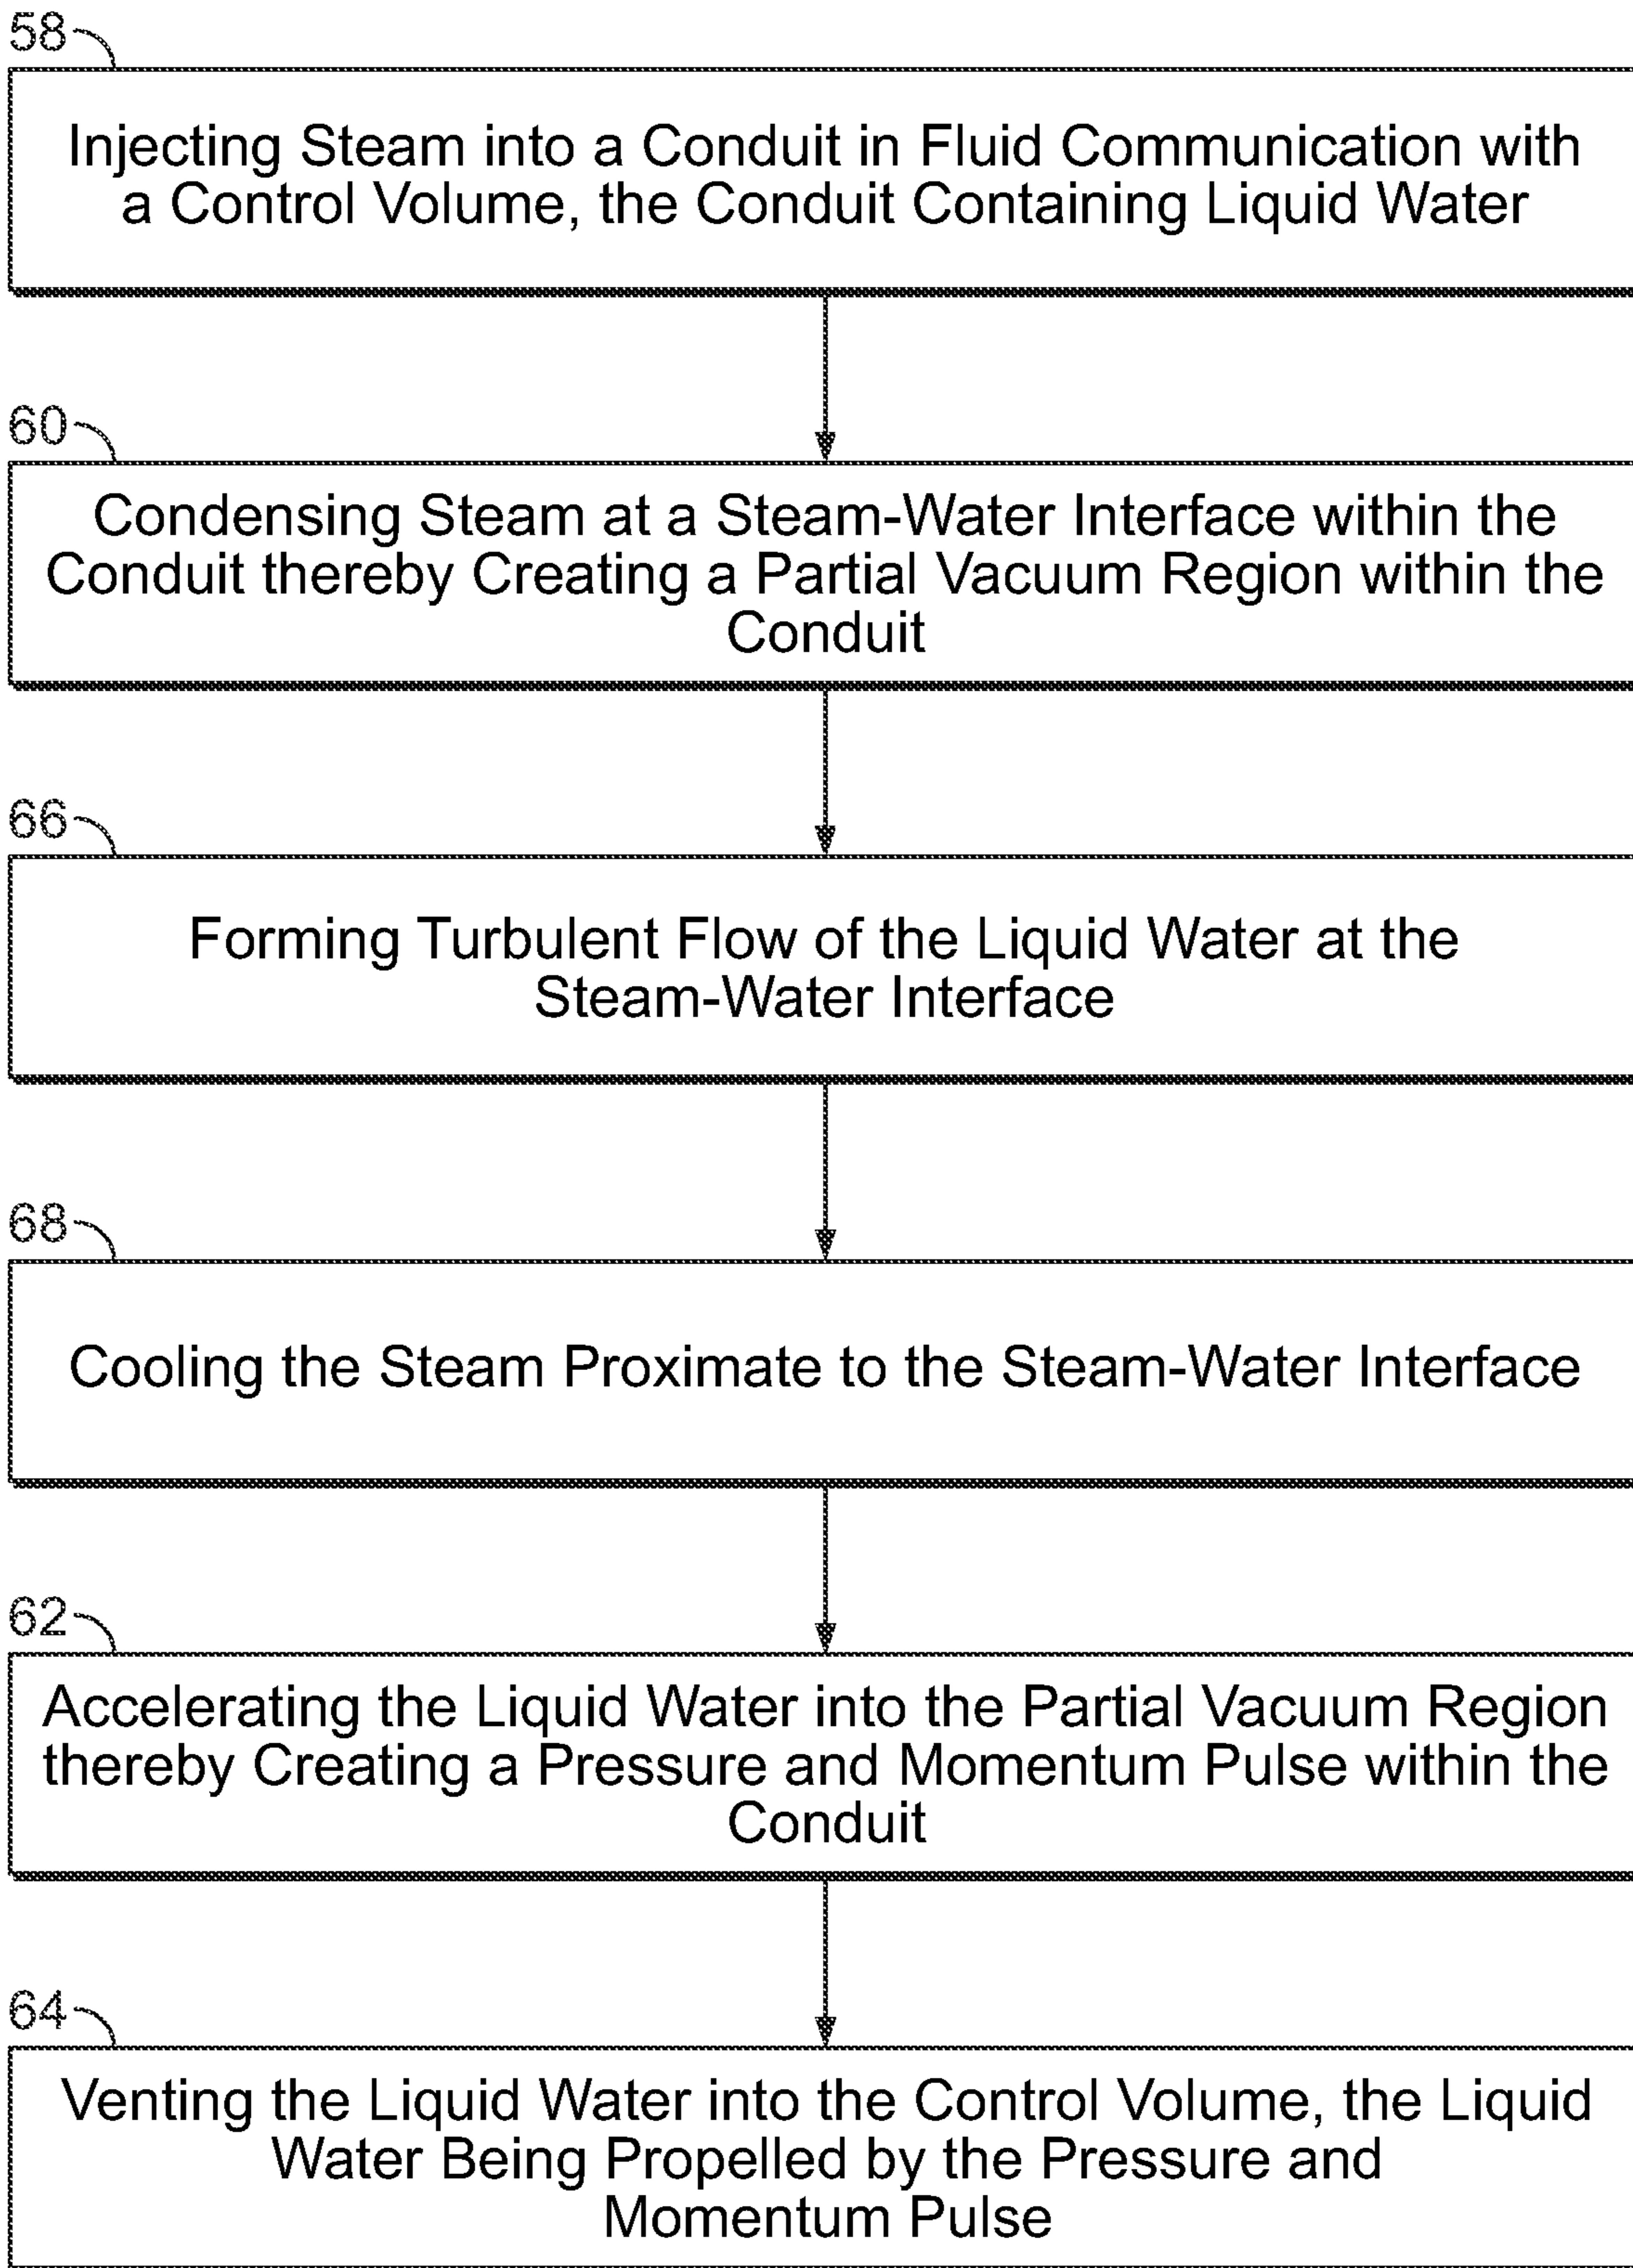 58
Injecting Steam into a Conduit in Fluid Communication with
a Control Volume, the Conduit Containing Liquid Water
60
Condensing Steam at a Steam-Water Interface within the
Conduit thereby Creating a Partial Vacuum Region within the
Conduit
66
Forming Turbulent Flow of the Liquid Water at the
Steam-Water Interface
68
Cooling the Steam Proximate to the Steam-Water Interface
62
Accelerating the Liquid Water into the Partial Vacuum Region
thereby Creating a Pressure and Momentum Pulse within the
Conduit
64
Venting the Liquid Water into the Control Volume, the Liquid
Water Being Propelled by the Pressure and
Momentum Pulse